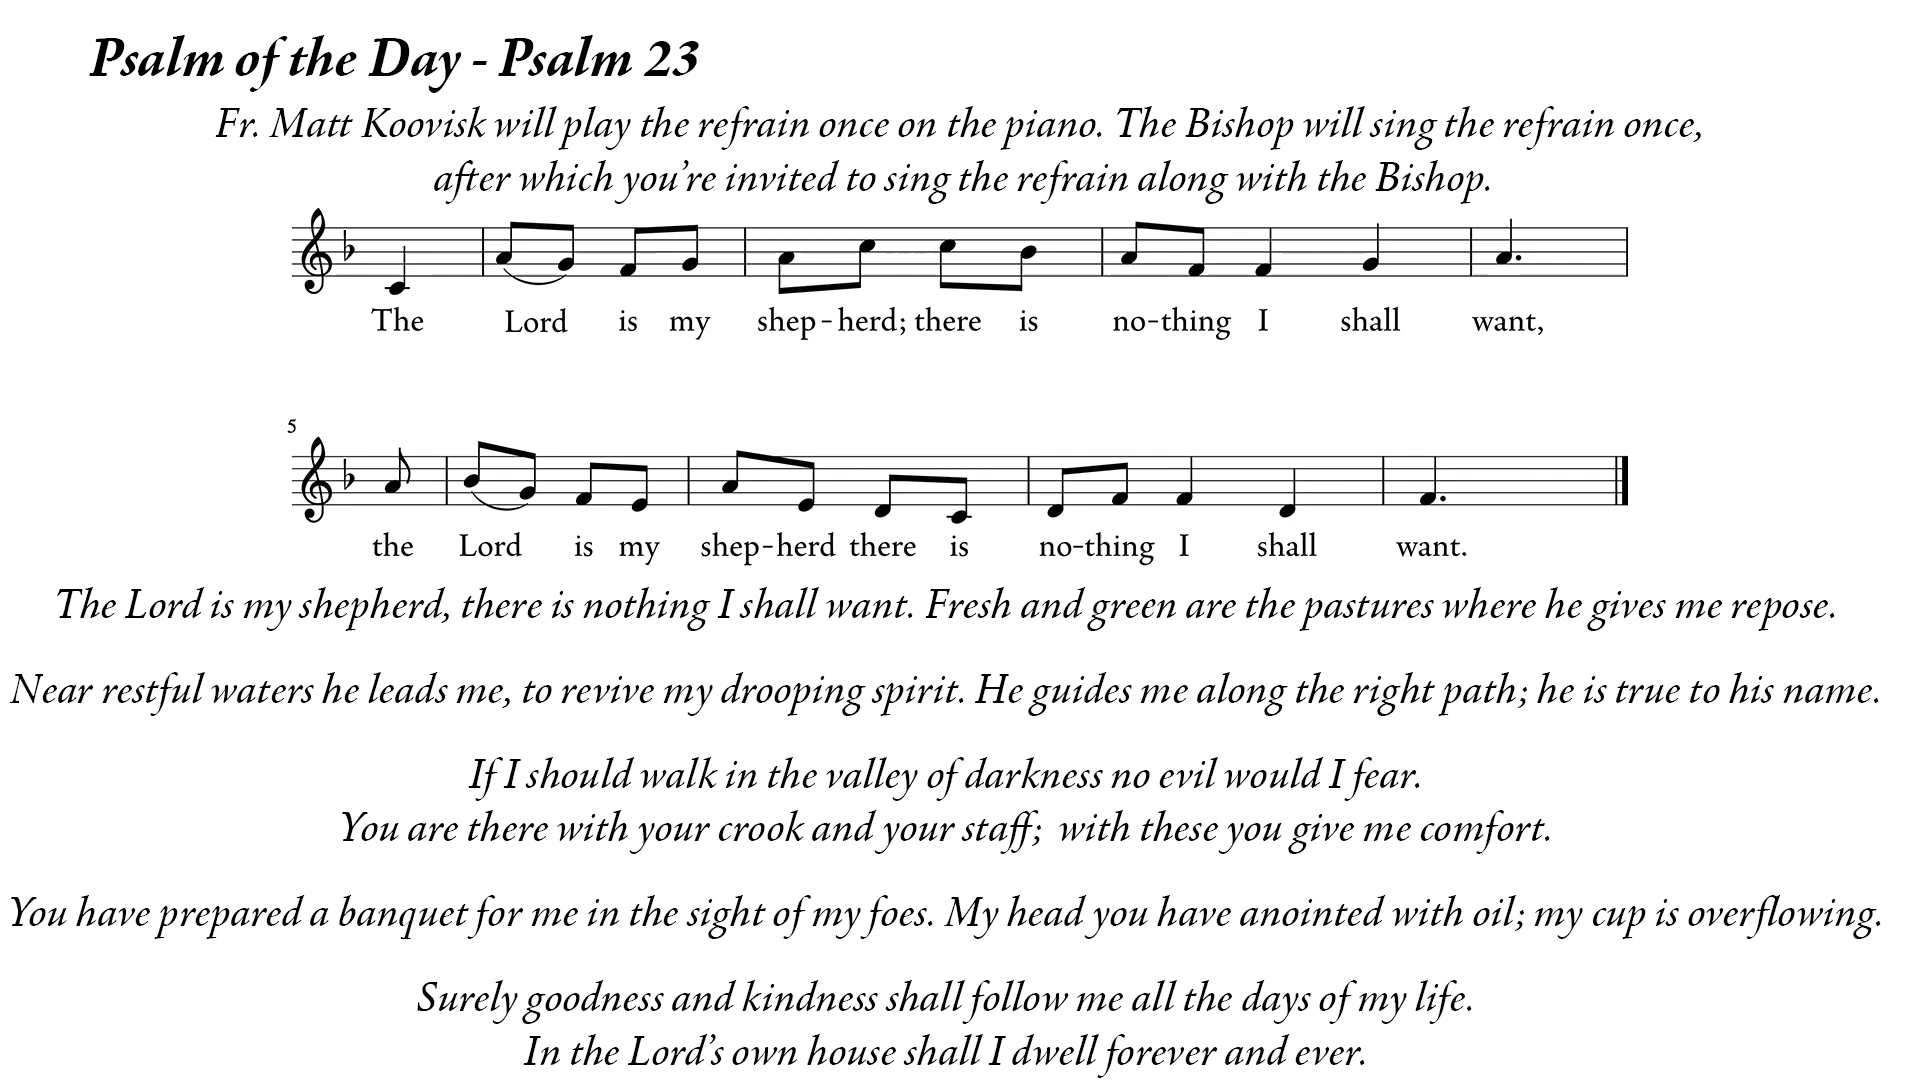 Psalm of the Day - Psalm 23
Fr. Matt Koovisk will play the refrain once on the piano. The Bishop will sing the refrain once,
after which you're invited to sing the refrain along with the Bishop.
The Lord is my shep-herd; there is no-thing I shall want,
5
the Lord is my shep-herd there is no-thing I shall want.
The Lord is my shepherd, there is nothing I shall want. Fresh and green are the pastures where he gives me repose.
Near restful waters he leads me, to revive my drooping spirit. He guides me along the right path; he is true to his name.
If I should walk in the valley of darkness no evil would I fear.
You are there with your crook and your staff;  with these you give me comfort.
You have prepared a banquet for me in the sight of my foes. My head you have anointed with oil; my cup is overflowing.
Surely goodness and kindness shall follow me all the days of my life.
In the Lord's own house shall I dwell forever and ever.